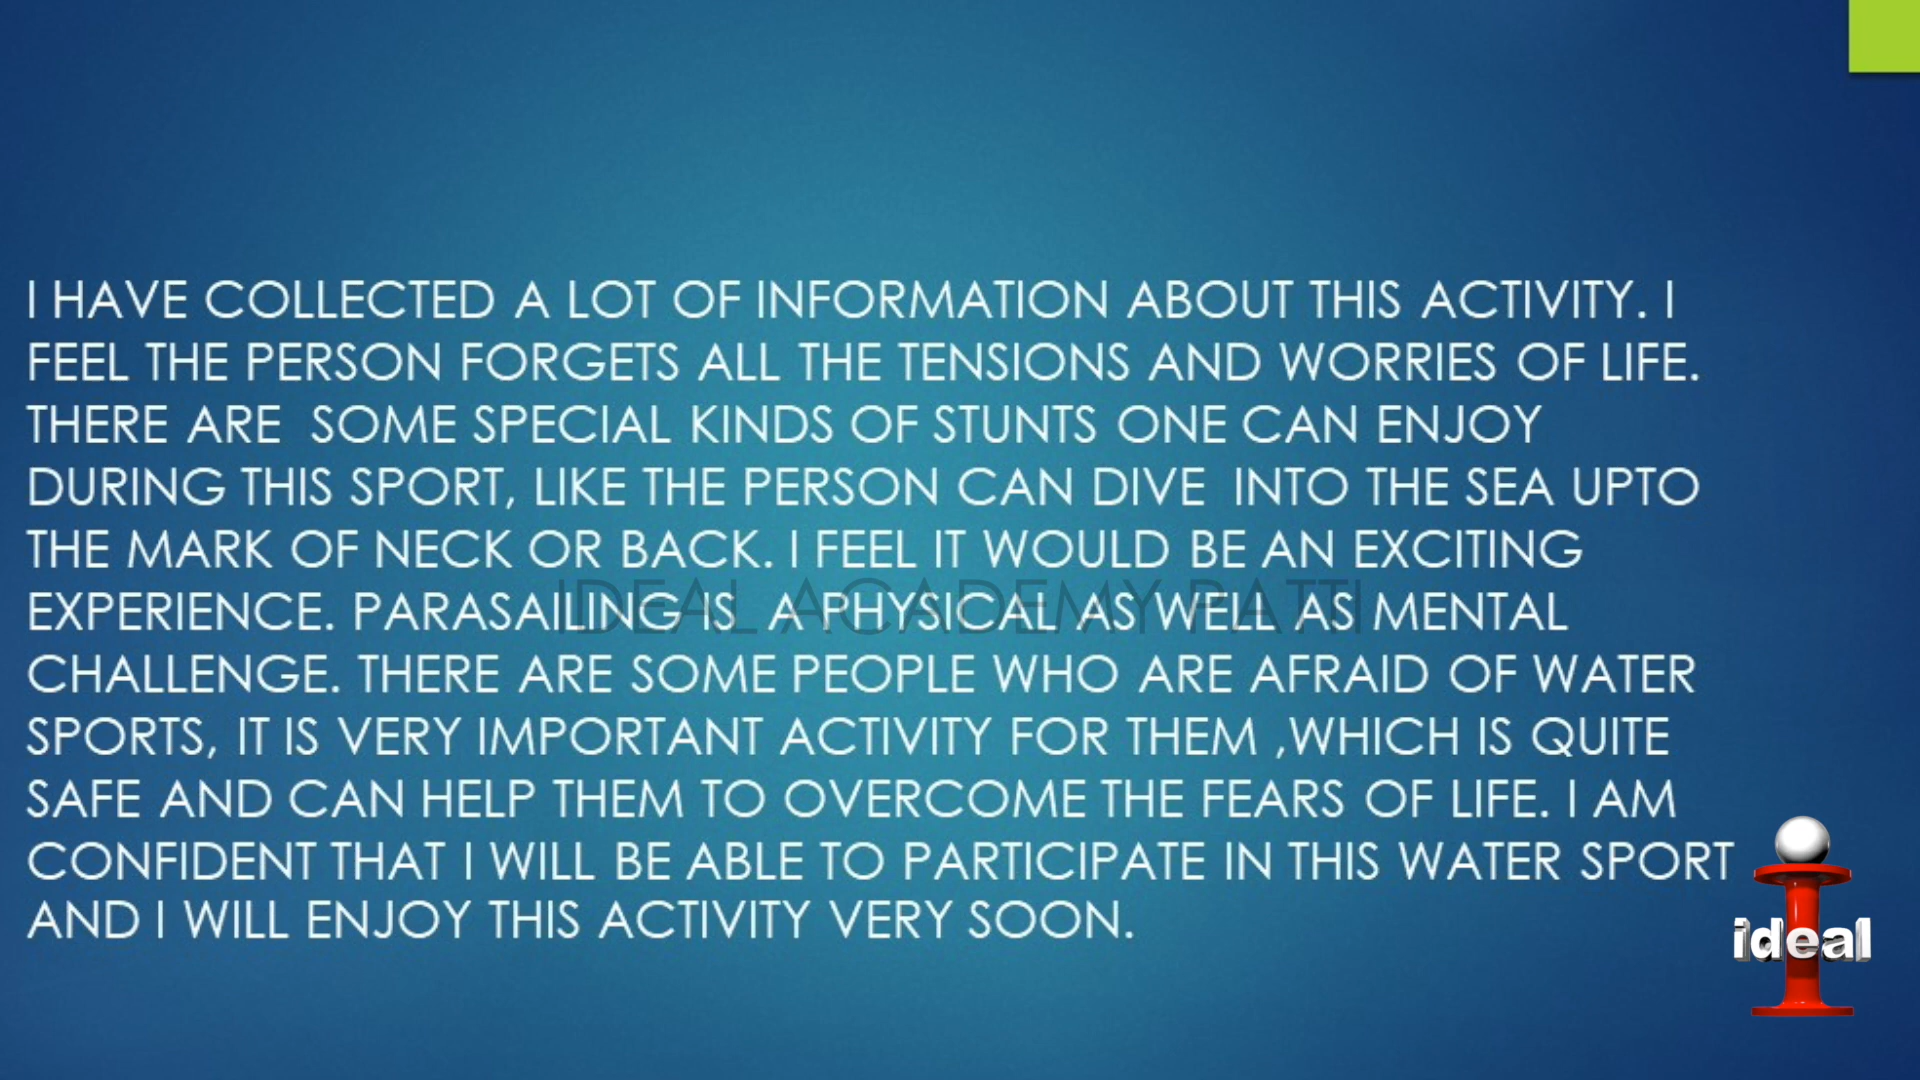 I HAVE COLLECTED A LOT OF INFORMATION ABOUT THIS ACTIVITY. I
FEEL THE PERSON FORGETS ALL THE TENSIONS AND WORRIES OF LIFE.
THERE ARE SOME SPECIAL KINDS OF STUNTS ONE CAN ENJOY
DURING THIS SPORT, LIKE THE PERSON CAN DIVE INTO THE SEA UPTO
THE MARK OF NECK OR BACK. I FEEL IT WOULD BE AN EXCITING
EXPERIENCE. PARASAILING IS A PHYSICAL AS WELL AS MENTAL
CHALLENGE. THERE ARE SOME PEOPLE WHO ARE AFRAID OF WATER
SPORTS, IT IS VERY IMPORTANT ACTIVITY FOR THEM ,WHICH IS QUITE
SAFE AND CAN HELP THEM TO OVERCOME THE FEARS OF LIFE. I AM
CONFIDENT THAT I WILL BE ABLE TO PARTICIPATE IN THIS WATER SPORT
AND I WILL ENJOY THIS ACTIVITY VERY SOON.
IDEAL ACADEMY PATTI
ideal